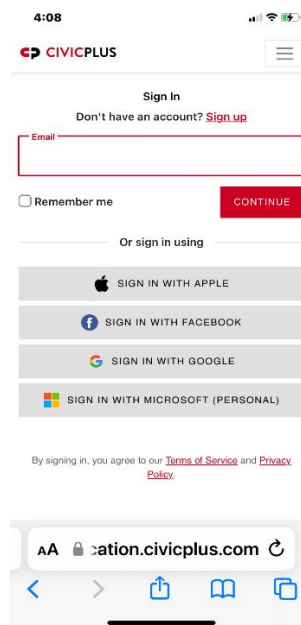 4:08
CIVICPLUS
Sign In
Don't have an account? Sign up
Email
Remember me
CONTINUE
Or sign in using
SIGN IN WITH APPLE
SIGN IN WITH FACEBOOK
SIGN IN WITH GOOGLE
SIGN IN WITH MICROSOFT (PERSONAL)
By signing in, you agree to our Terms of Service and Privacy
Policy.
AA cation.civicplus.com